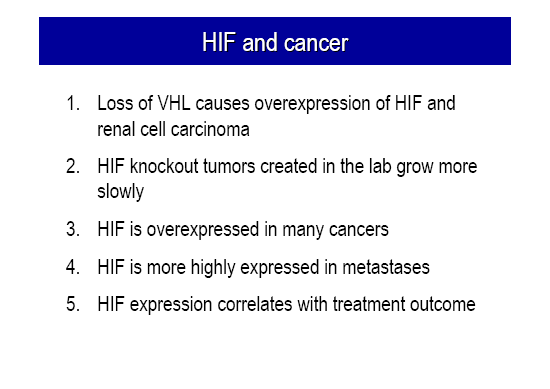 HIF and cancer
1. Loss of VHL causes overexpression of HIF and
renal cell carcinoma
2. HIF knockout tumors created in the lab grow more
slowly
3. HIF is overexpressed in many cancers
4. HIF is more highly expressed in metastases
5. HIF expression correlates with treatment outcome